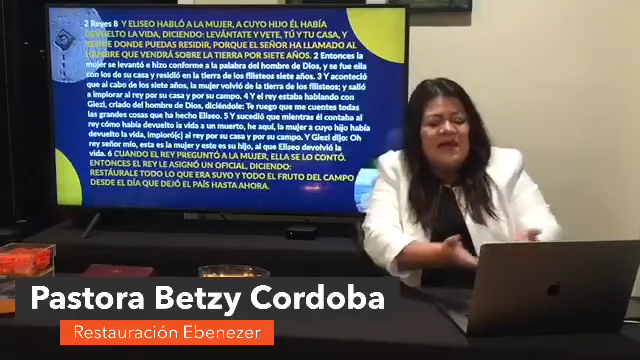 2 Reyes 8 Y ELISEO HABLÓ A LA MUJER, A CUYO HIJO ÉL HABÍA
DEVUELTO LA VIDA, DICIENDO: LEVÁNTATE Y VETE, TÚ Y TU CASA, Y
RESIDE DONDE PUEDAS RESIDIR, PORQUE EL SEÑOR HA LLAMADO AL
HAMBRE QUE VENDRÁ SOBRE LA TIERRA POR SIETE AÑOS. 2 Entonces la
mujer se levantó e hizo conforme a la palabra del hombre de Dios, y se fue ella
con los de su casa y residió en la tierra de los filisteos siete años. 3 Y aconteció
que al cabo de los siete años, la mujer volvió de la tierra de los filisteos; y salió
a implorar al rey por su casa y por su campo. 4 Y el rey estaba hablando con
Giezi, criado del hombre de Dios, diciéndole: Te ruego que me cuentes todas
las grandes cosas que ha hecho Eliseo. 5 Y sucedió que mientras él contaba al
rey cómo había devuelto la vida a un muerto, he aquí, la mujer a cuyo hijo había
devuelto la vida, imploró[c] al rey por su casa y por su campo. Y Giezi dijo: Oh
rey señor mío, esta es la mujer y este es su hijo, al que Eliseo devolvió la
vida. 6 CUANDO EL REY PREGUNTÓ A LA MUJER, ELLA SE LO CONTÓ.
ENTONCES EL REY LE ASIGNÓ UN OFICIAL, DICIENDO:
RESTÁURALE TODO LO QUE ERA SUYO Y TODO EL FRUTO DEL CAMPO
DESDE EL DÍA QUE DEJÓ EL PAÍS HASTA AHORA.
Pastora Betzy Cordoba
Restauración Ebenezer